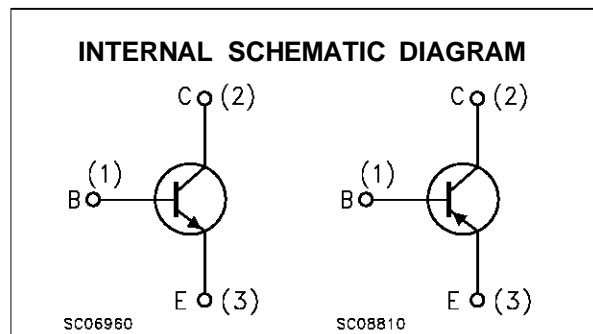 INTERNAL SCHEMATIC DIAGRAM
C (2) C (2)
(1) (1)
B B
E (3) E (3)
SC06960 SC08810